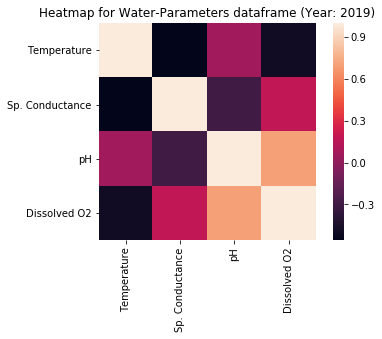 Heatmap for Water-Parameters dataframe (Year: 2019)
Temperature
Sp. Conductance
pH
Dissolved O2
Temperature
Sp. Conductance
pH
Dissolved O2
0.9
0.6
0.3
0.0
−0.3